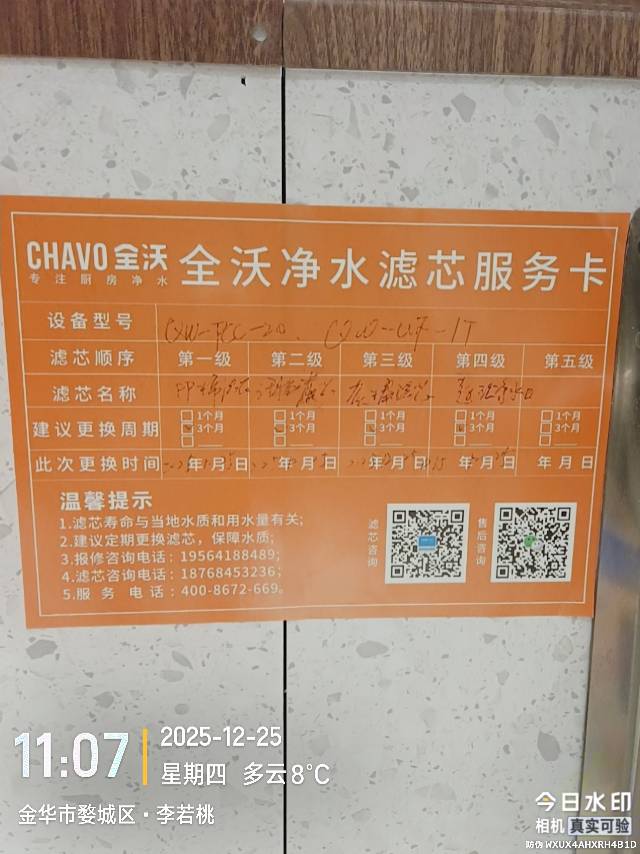 CHAVO 全沃
专注厨房净水
全沃净水滤芯服务卡
设备型号
滤芯顺序 第一级 第二级 第三级 第四级 第五级
滤芯名称
建议更换周期 1个月 1个月 1个月 1个月 1个月
3个月 3个月 3个月 3个月 3个月
此次更换时间 年 月 日 年 月 日 年 月 日 年 月 日 年 月 日
温馨提示
1.滤芯寿命与当地水质和用水量有关;
2.建议定期更换滤芯，保障水质;
3.报修咨询电话：19564188489;
4.滤芯咨询电话：18768453236;
5.服务电话：400-8672-669。
滤芯咨询
售后咨询
11:07
2025-12-25
星期四 多云 8℃
金华市婺城区·李若桃
今日水印
相机 真实可验
防伪 WXUX4AHXRH4B1D